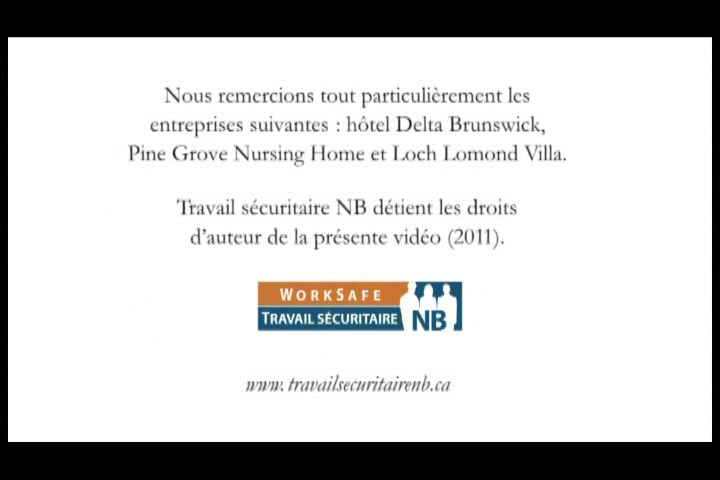 Nous remercions tout particulièrement les
entreprises suivantes : hôtel Delta Brunswick,
Pine Grove Nursing Home et Loch Lomond Villa.
Travail sécuritaire NB détient les droits
d'auteur de la présente vidéo (2011).
WORKSAFE
TRAVAIL SÉCURITAIRE NB
www.travailsecuritairenb.ca